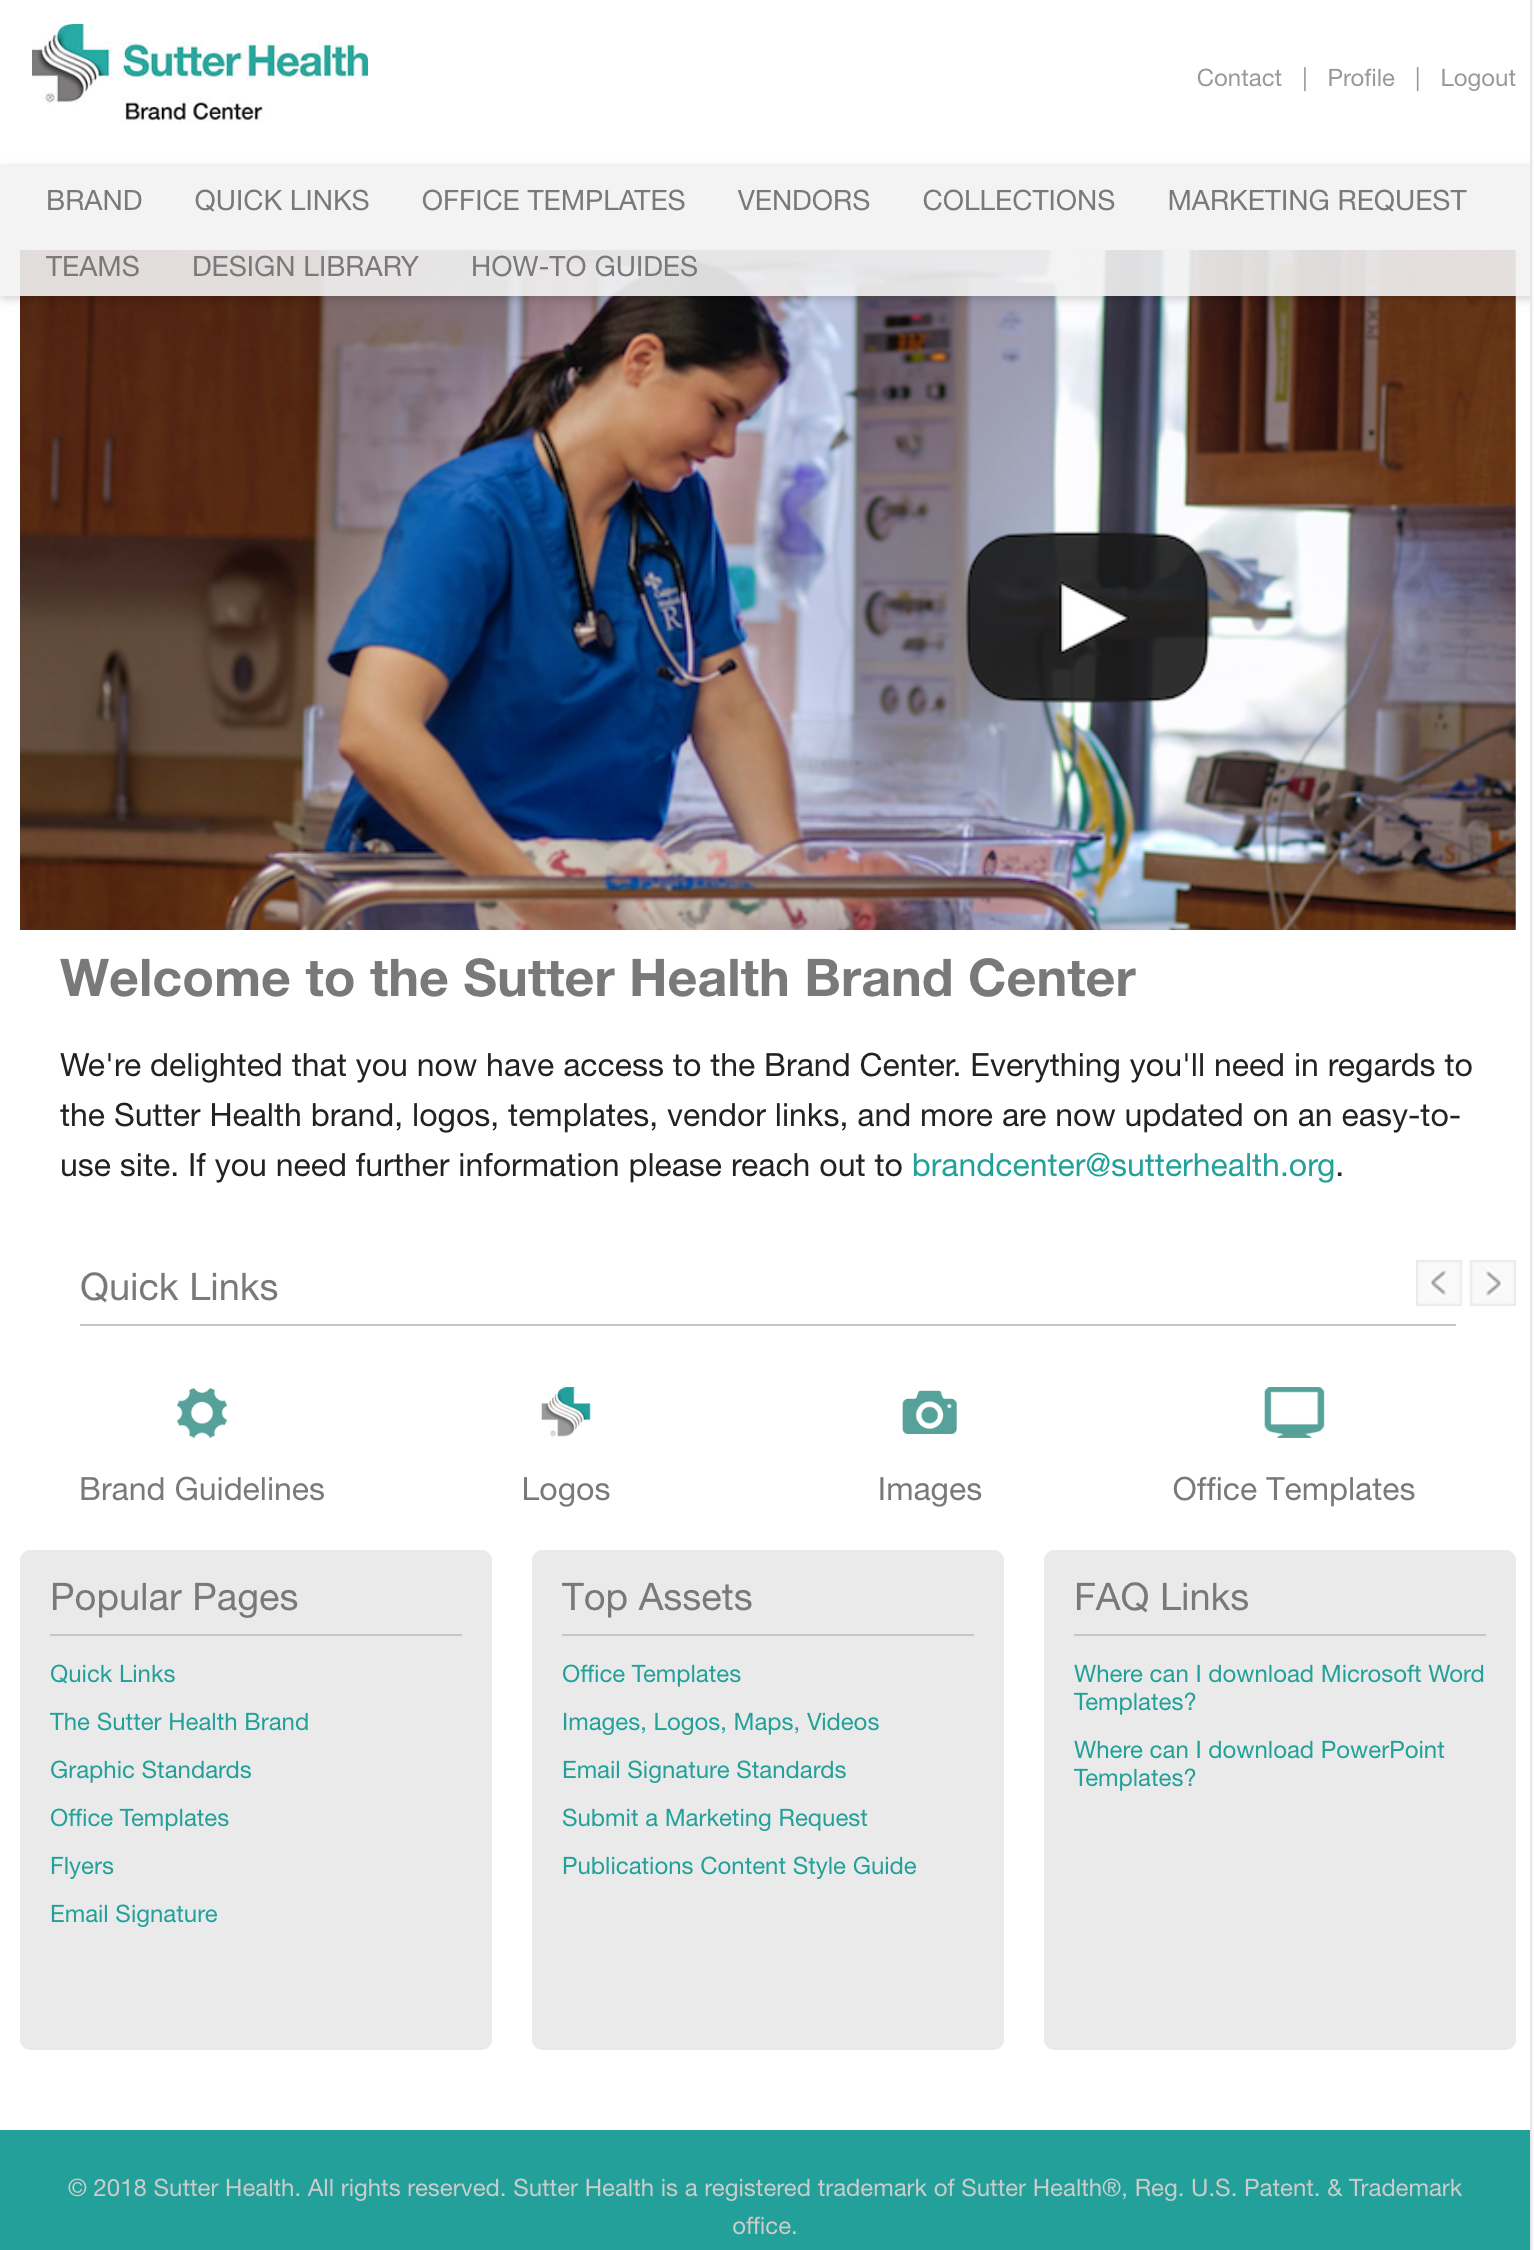 Sutter Health
®
Brand Center
Contact | Profile | Logout
BRAND QUICK LINKS OFFICE TEMPLATES VENDORS COLLECTIONS MARKETING REQUEST
TEAMS DESIGN LIBRARY HOW-TO GUIDES
R
Welcome to the Sutter Health Brand Center
We're delighted that you now have access to the Brand Center. Everything you'll need in regards to
the Sutter Health brand, logos, templates, vendor links, and more are now updated on an easy-to-
use site. If you need further information please reach out to brandcenter@sutterhealth.org.
Quick Links
Brand Guidelines Logos Images Office Templates
Popular Pages
Quick Links
The Sutter Health Brand
Graphic Standards
Office Templates
Flyers
Email Signature
Top Assets
Office Templates
Images, Logos, Maps, Videos
Email Signature Standards
Submit a Marketing Request
Publications Content Style Guide
FAQ Links
Where can I download Microsoft Word
Templates?
Where can I download PowerPoint
Templates?
© 2018 Sutter Health. All rights reserved. Sutter Health is a registered trademark of Sutter Health®, Reg. U.S. Patent. & Trademark
office.